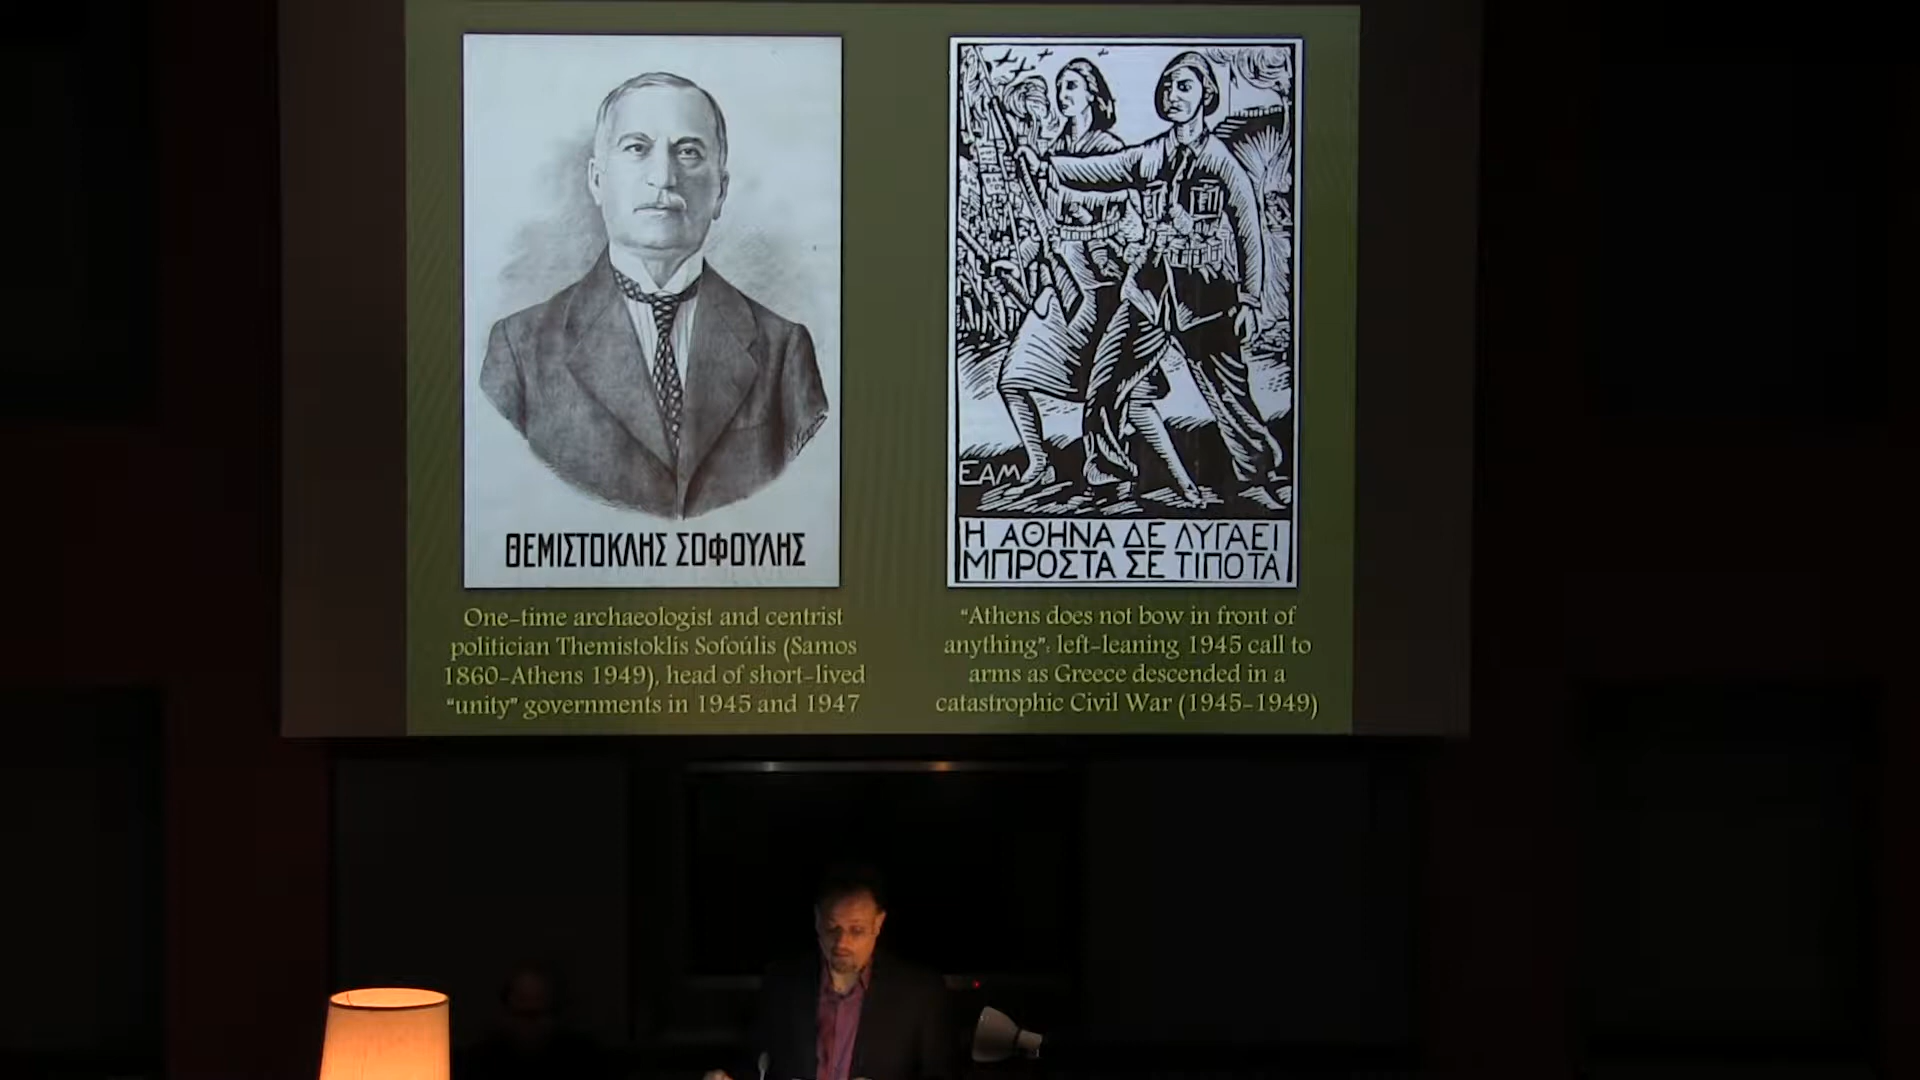 ΘΕΜΙΣΤΟΚΛΗΣ ΣΟΦΟΥΛΗΣ
One-time archaeologist and centrist
politician Themistoklís Sofoúlis (Samos
1860-Athens 1949), head of short-lived
"unity" governments in 1945 and 1947
ΕΑΜ
Η ΑΘΗΝΑ ΔΕ ΛΥΓΑΕΙ
ΜΠΡΟΣΤΑ ΣΕ ΤΙΠΟΤΑ
"Athens does not bow in front of
anything": left-leaning 1945 call to
arms as Greece descended in a
catastrophic Civil War (1945-1949)